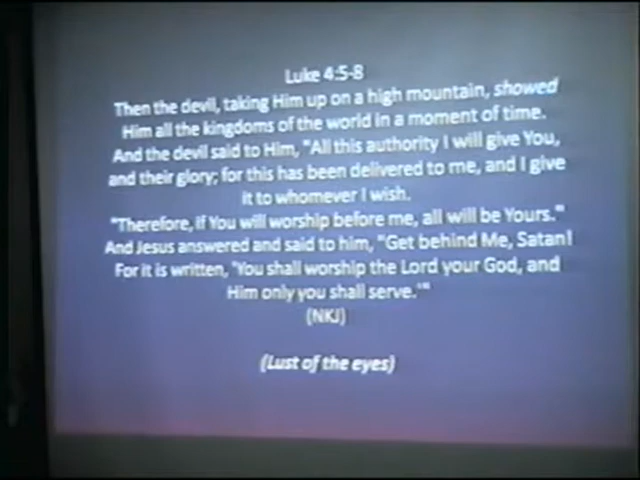 Luke 4:5-8
Then the devil, taking Him up on a high mountain, showed
Him all the kingdoms of the world in a moment of time.
And the devil said to Him, "All this authority I will give You,
and their glory; for this has been delivered to me, and I give
it to whomever I wish.
"Therefore, if You will worship before me, all will be Yours."
And Jesus answered and said to him, "Get behind Me, Satan!
For it is written, 'You shall worship the Lord your God, and
Him only you shall serve.'"
(NKJ)
(Lust of the eyes)